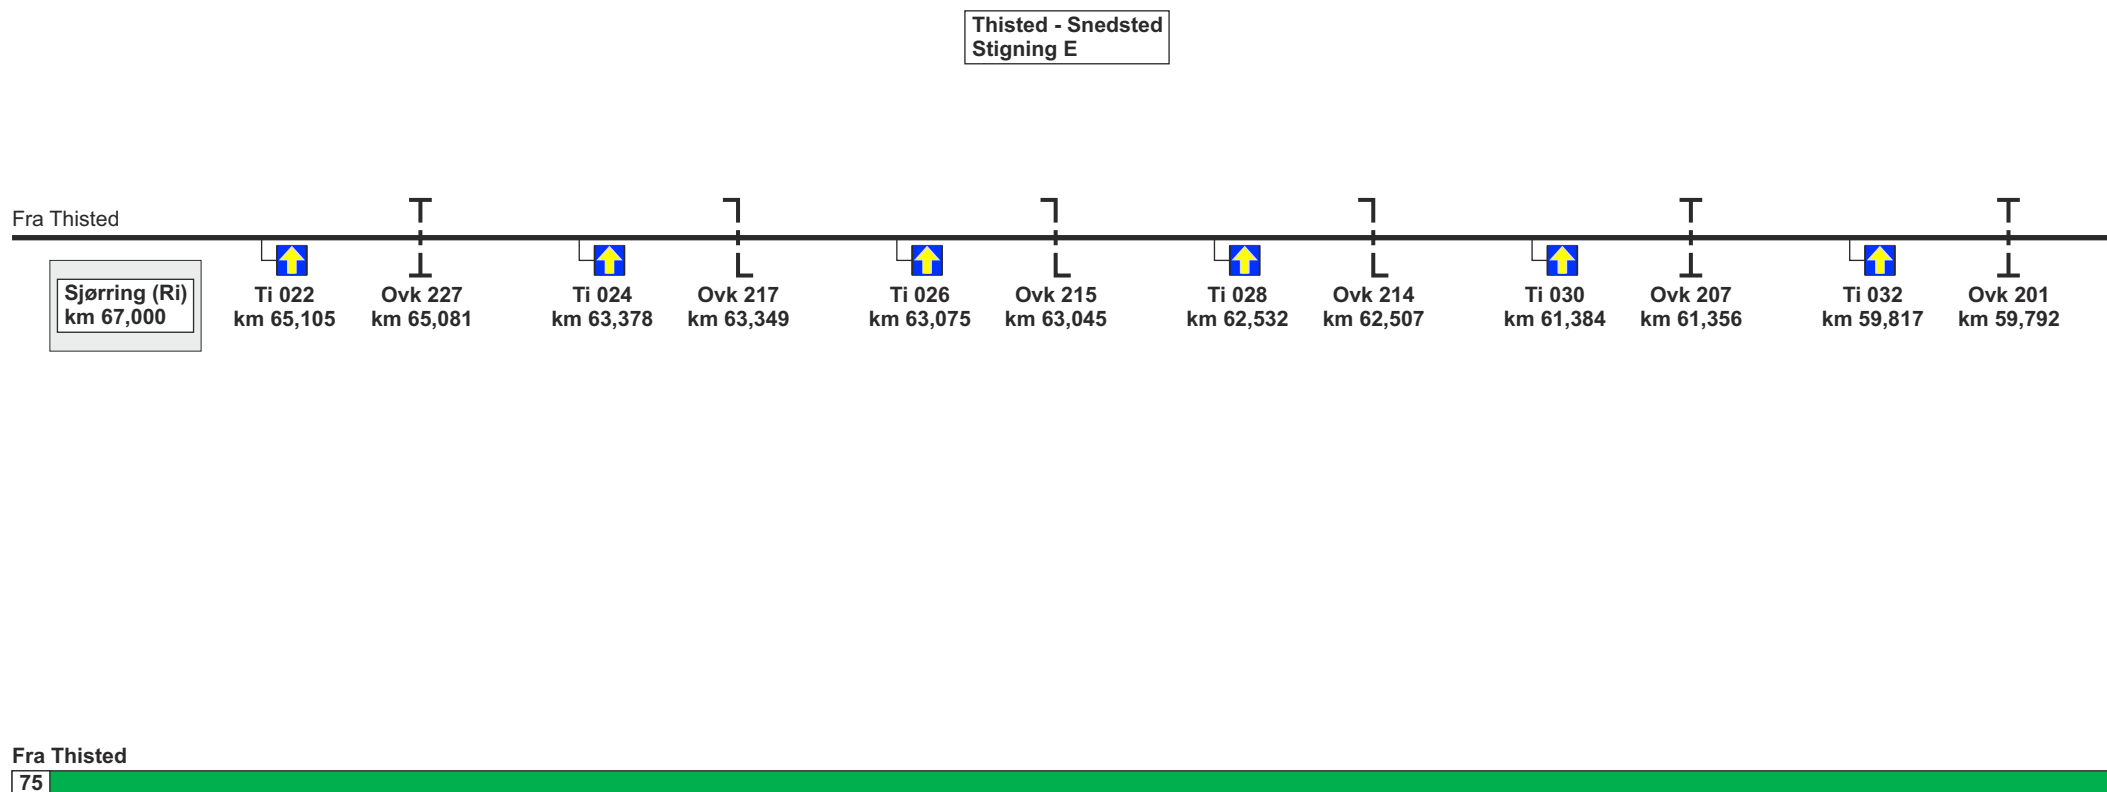 Thisted - Snedsted
Stigning E
Fra Thisted
Sjørring (Ri)
km 67,000
Ti 022
km 65,105
Ovk 227
km 65,081
Ti 024
km 63,378
Ovk 217
km 63,349
Ti 026
km 63,075
Ovk 215
km 63,045
Ti 028
km 62,532
Ovk 214
km 62,507
Ti 030
km 61,384
Ovk 207
km 61,356
Ti 032
km 59,817
Ovk 201
km 59,792
Fra Thisted
75